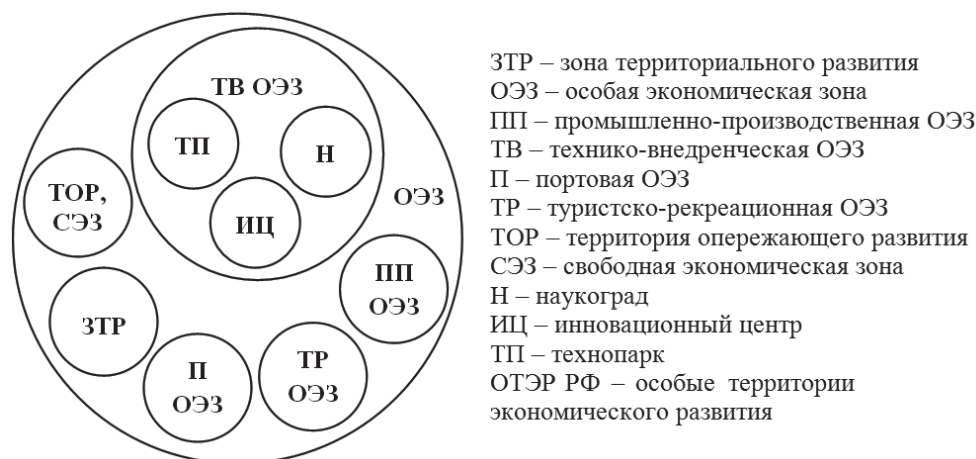 ТВ ОЭЗ
ТП
Н
ИЦ
ОЭЗ
ТОР,
СЭЗ
ПП
ОЭЗ
ЗТР
П
ОЭЗ
ТР
ОЭЗ
ЗТР – зона территориального развития
ОЭЗ – особая экономическая зона
ПП – промышленно-производственная ОЭЗ
ТВ – технико-внедренческая ОЭЗ
П – портовая ОЭЗ
ТР – туристско-рекреационная ОЭЗ
ТОР – территория опережающего развития
СЭЗ – свободная экономическая зона
Н – наукоград
ИЦ – инновационный центр
ТП – технопарк
ОТЭР РФ – особые территории
экономического развития